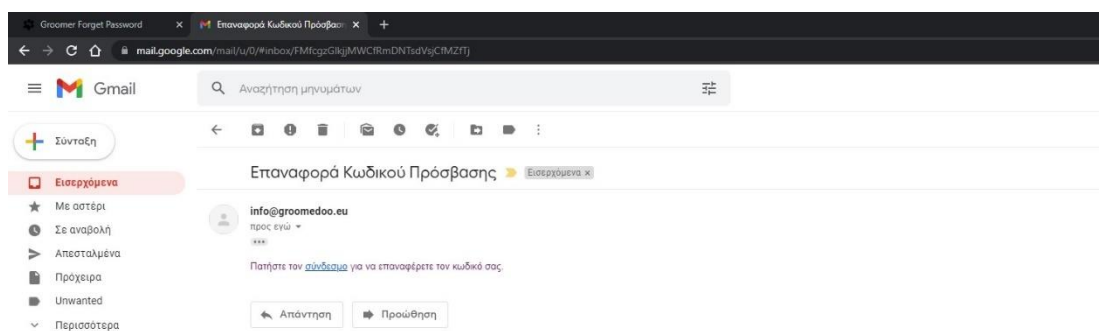 Groomer Forget Password
Επαναφορά Κωδικού Πρόσβασ
mail.google.com/mail/u/0/#inbox/FMfcgzGlkjjMWCfRmDNTsdVsjCfMZfTj
Gmail
Αναζήτηση μηνυμάτων
Σύνταξη
Επαναφορά Κωδικού Πρόσβασης Εισερχόμενα x
Εισερχόμενα
Με αστέρι
Σε αναβολή
Απεσταλμένα
Πρόχειρα
Unwanted
Περισσότερα
info@groomedoo.eu
προς εγώ
Πατήστε τον σύνδεσμο για να επαναφέρετε τον κωδικό σας.
Απάντηση
Προώθηση